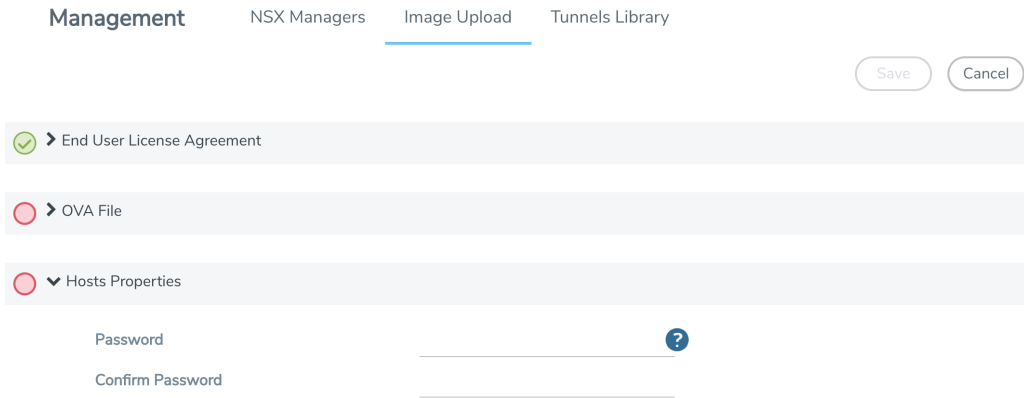 Management NSX Managers Image Upload Tunnels Library
Save Cancel
End User License Agreement
OVA File
Hosts Properties
Password ?
Confirm Password